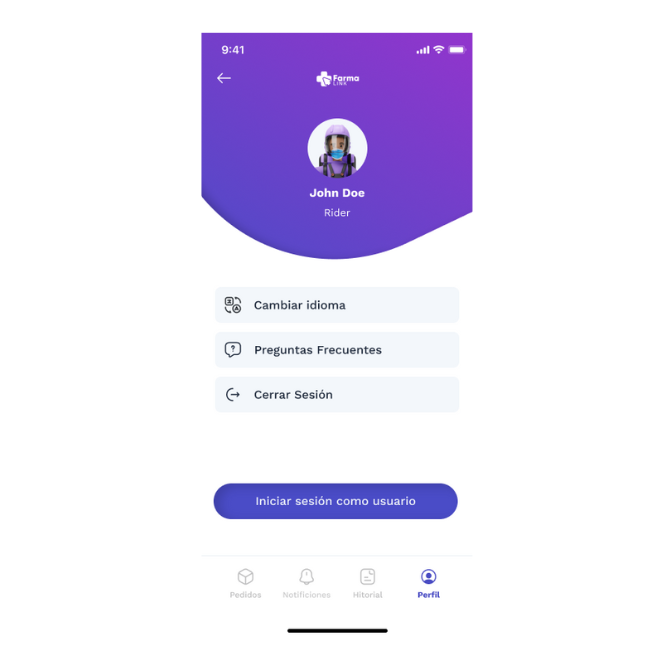 9:41
Farma
LINK
John Doe
Rider
Cambiar idioma
Preguntas Frecuentes
Cerrar Sesión
Iniciar sesión como usuario
Pedidos
Notificiones
Hitorial
Perfil